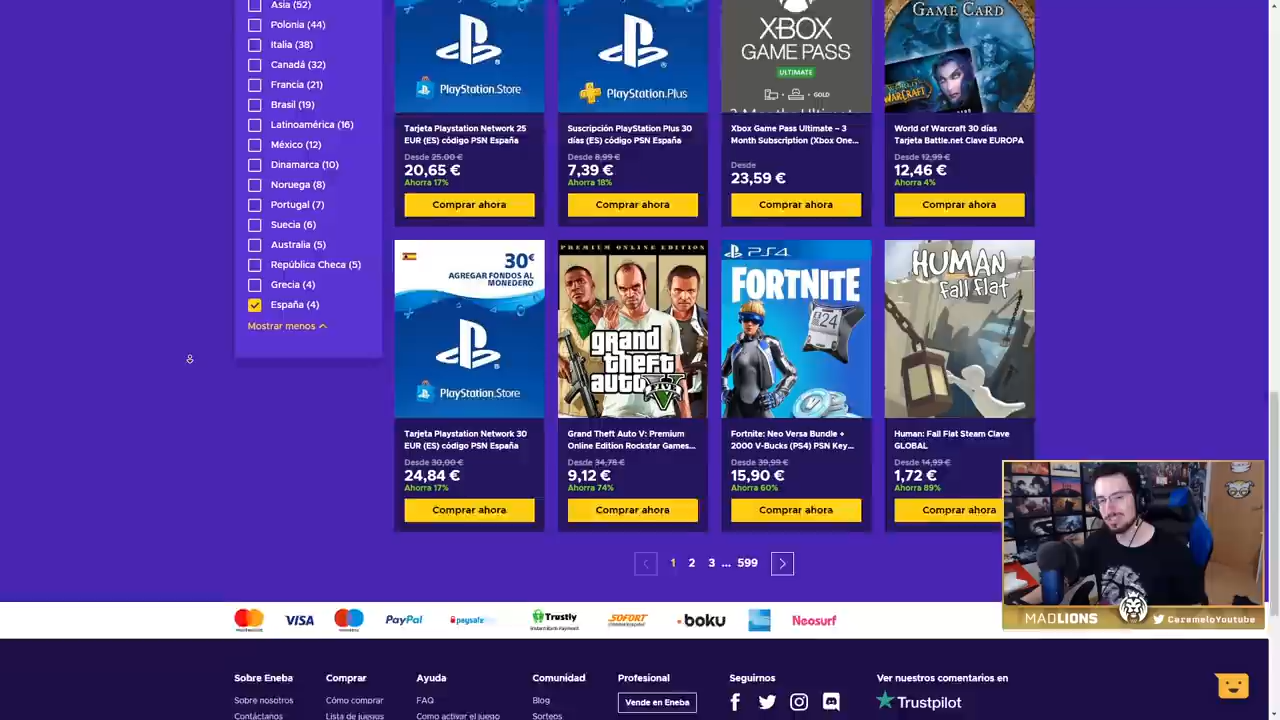 Asia (52)
Polonia (44)
Italia (38)
Canadá (32)
Francia (21)
Brasil (19)
Latinoamérica (16)
México (12)
Dinamarca (10)
Noruega (8)
Portugal (7)
Suecia (6)
Australia (5)
República Checa (5)
Grecia (4)
España (4)
Mostrar menos
PlayStation.Store
Tarjeta Playstation Network 25
EUR (ES) código PSN España
Desde 25,00 €
20,65 €
Ahorra 17%
Comprar ahora
PlayStation.Plus
Suscripción PlayStation Plus 30
días (ES) código PSN España
Desde 8,99 €
7,39 €
Ahorra 18%
Comprar ahora
XBOX
GAME PASS
ULTIMATE
GOLD
Xbox Game Pass Ultimate – 3
Month Subscription (Xbox One...
Desde
23,59 €
Comprar ahora
GAME CARD
WORLD OF WARCRAFT
World of Warcraft 30 días
Tarjeta Battle.net Clave EUROPA
Desde 12,99 €
12,46 €
Ahorra 4%
Comprar ahora
30€
AGREGAR FONDOS AL
MONEDERO
PlayStation.Store
Tarjeta Playstation Network 30
EUR (ES) código PSN España
Desde 30,00 €
24,84 €
Ahorra 17%
Comprar ahora
PREMIUM ONLINE EDITION
grand
theft
auto V
FIVE
Grand Theft Auto V: Premium
Online Edition Rockstar Games...
Desde 34,78 €
9,12 €
Ahorra 74%
Comprar ahora
PS4
FORTNITE
24
Fortnite: Neo Versa Bundle +
2000 V-Bucks (PS4) PSN Key...
Desde 39,99 €
15,90 €
Ahorra 60%
Comprar ahora
HUMAN
fall flat
Human: Fall Flat Steam Clave
GLOBAL
Desde 14,99 €
1,72 €
Ahorra 89%
Comprar ahora
1 2 3 ... 599
VISA
PayPal
paysafe
Trustly
SOFORT
boku
Neosurf
MADLIONS
CaremeloYoutube
Sobre Eneba
Sobre nosotros
Contáctanos
Comprar
Cómo comprar
Lista de juegos
Ayuda
FAQ
Como activar el juego
Comunidad
Blog
Sorteos
Profesional
Vende en Eneba
Seguirnos
Ver nuestros comentarios en
Trustpilot